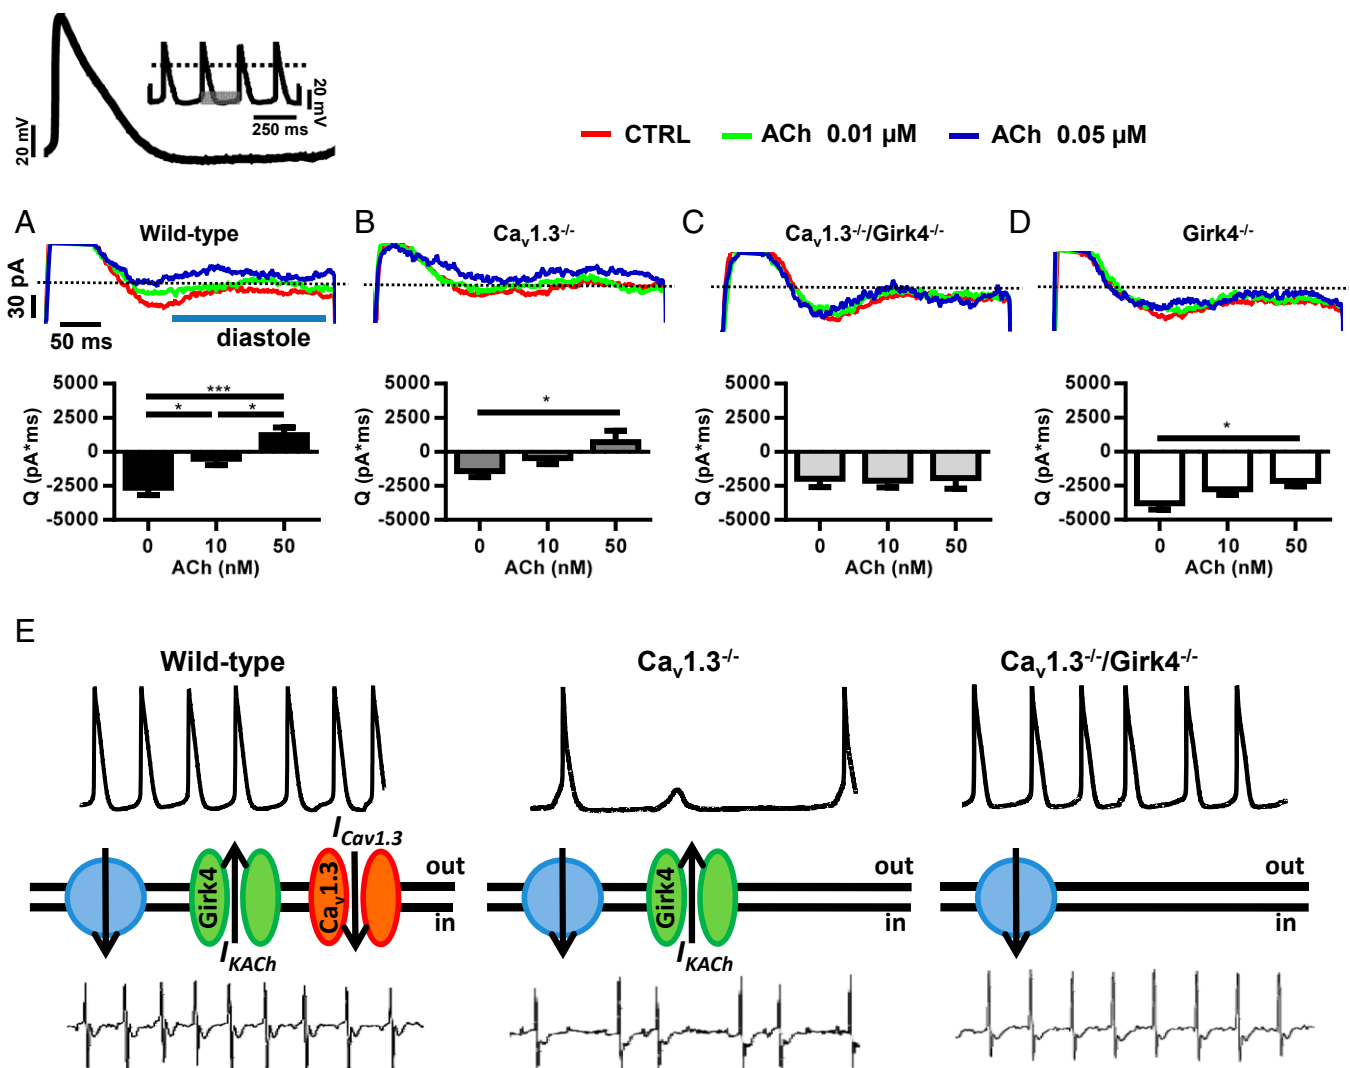 20 mV
20 mV
250 ms
CTRL ACh 0.01 µM ACh 0.05 µM
A Wild-type
30 pA
50 ms
diastole
B Cav1.3-/-
C Cav1.3-/-/Girk4-/-
D Girk4-/-
Q (pA*ms)
5000
2500
0
-2500
-5000
***
* *
0 10 50
ACh (nM)
Q (pA*ms)
5000
2500
0
-2500
-5000
*
0 10 50
ACh (nM)
Q (pA*ms)
5000
2500
0
-2500
-5000
0 10 50
ACh (nM)
Q (pA*ms)
5000
2500
0
-2500
-5000
*
0 10 50
ACh (nM)
E
Wild-type Cav1.3-/- Cav1.3-/-/Girk4-/-
ICav1.3
Girk4
Cav1.3
out
in
IKACh
Girk4
out
in
IKACh
out
in